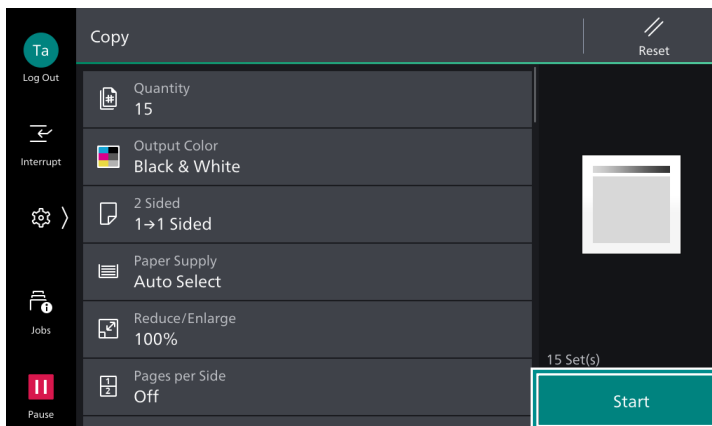 Ta
Log Out
Interrupt
Jobs
Pause
Copy
Reset
Quantity
15
Output Color
Black & White
2 Sided
1→1 Sided
Paper Supply
Auto Select
Reduce/Enlarge
100%
Pages per Side
Off
15 Set(s)
Start